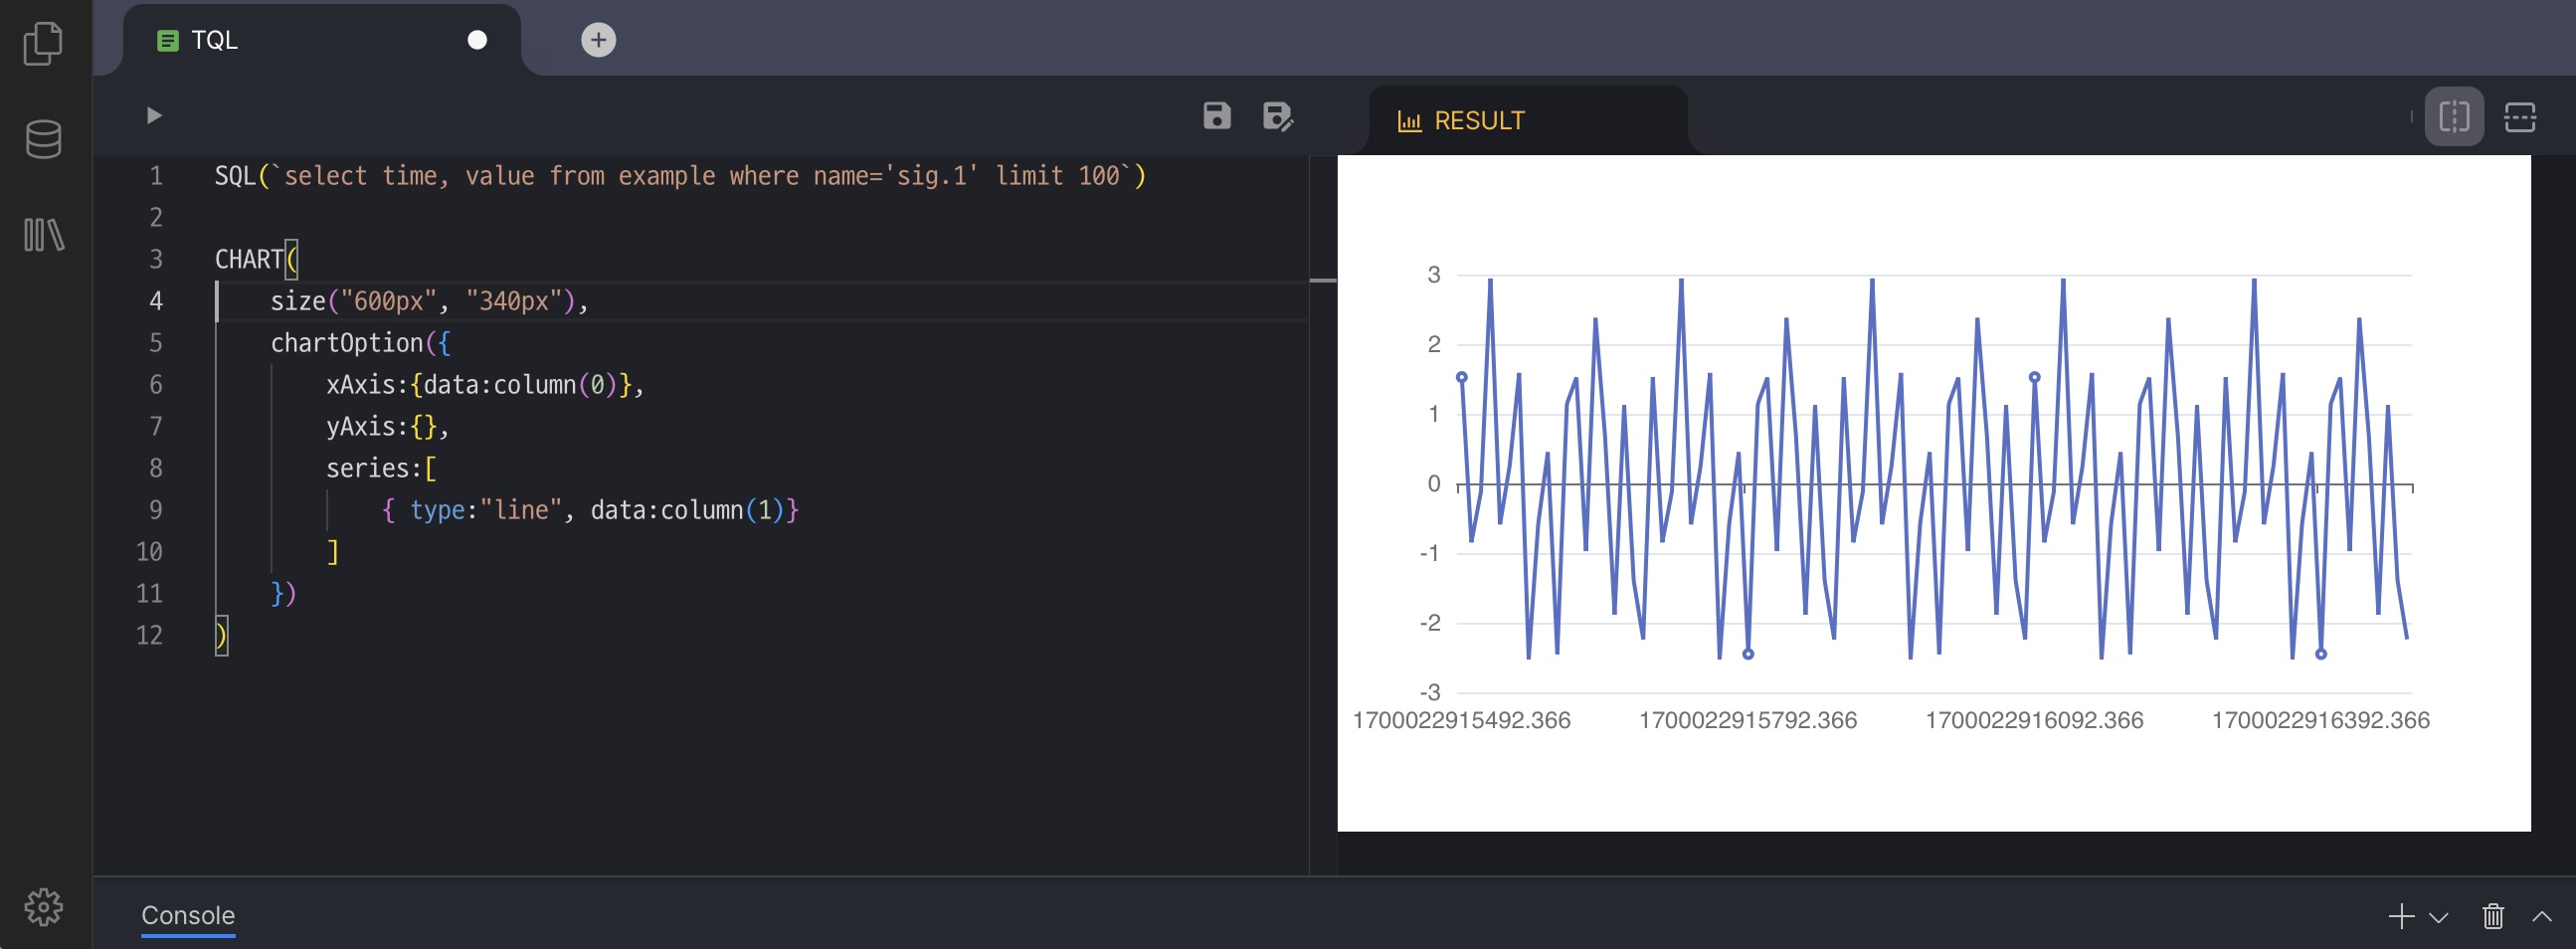 TQL
RESULT
1 SQL(`select time, value from example where name='sig.1' limit 100`)
2
3 CHART(
4 size("600px", "340px"),
5 chartOption({
6 xAxis:{data:column(0)},
7 yAxis:{},
8 series:[
9 { type:"line", data:column(1)}
10 ]
11 })
12 )
3
2
1
0
-1
-2
-3
1700022915492.366 1700022915792.366 1700022916092.366 1700022916392.366
Console